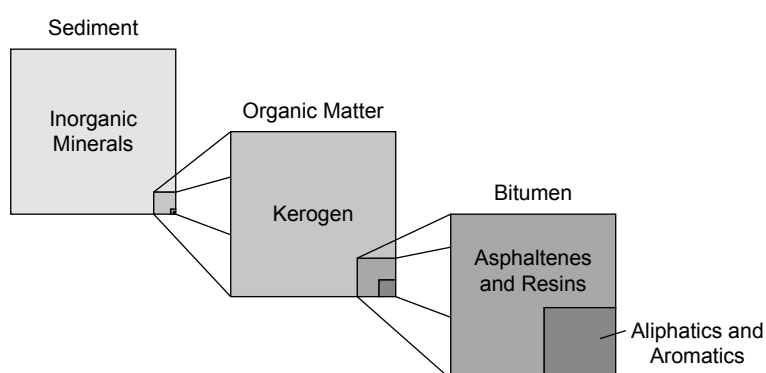 Sediment
Inorganic
Minerals
Organic Matter
Kerogen
Bitumen
Asphaltenes
and Resins
Aliphatics and
Aromatics